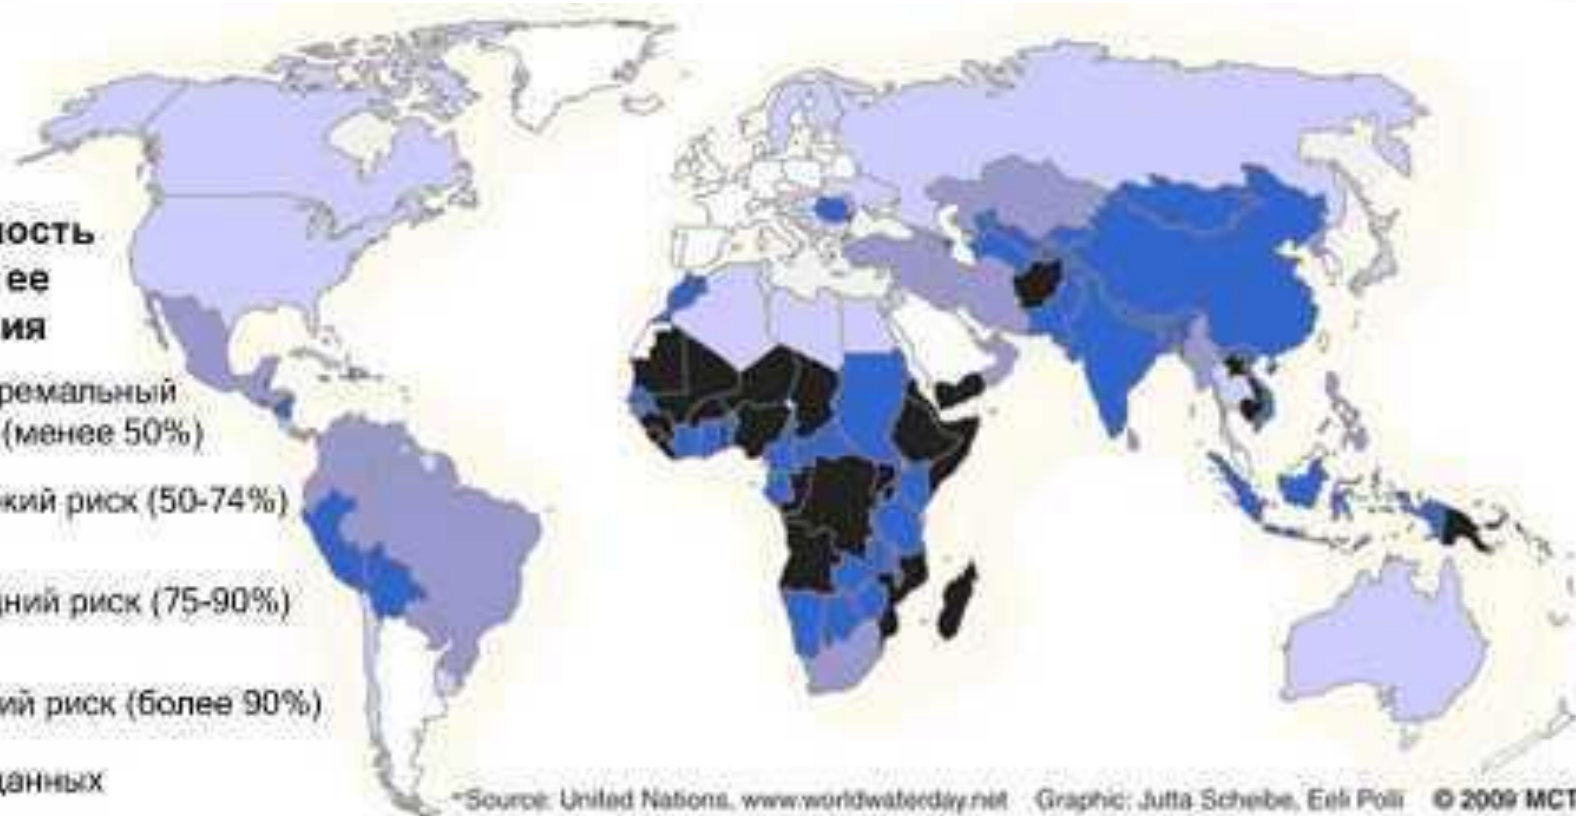 ность
ее
ия
ремальный
(менее 50%)
кий риск (50-74%)
дний риск (75-90%)
ий риск (более 90%)
данных
*Source: United Nations, www.worldwaterday.net Graphic: Jutta Scheibe, Eeli Polli © 2009 MCT